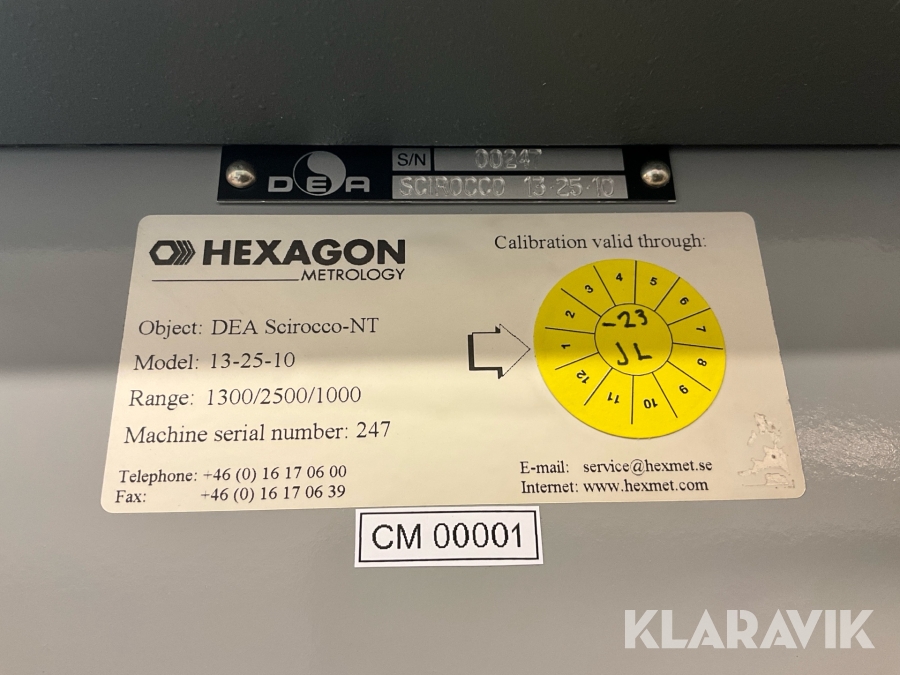 DEA
S/N 00247
SCIROCCO 13-25-10
HEXAGON
METROLOGY
Calibration valid through:
Object: DEA Scirocco-NT
Model: 13-25-10
Range: 1300/2500/1000
Machine serial number: 247
1 2 3 4 5 6 7 8 9 10 11 12
-23
JL
Telephone: +46 (0) 16 17 06 00
Fax: +46 (0) 16 17 06 39
E-mail: service@hexmet.se
Internet: www.hexmet.com
CM 00001
KLARAVIK